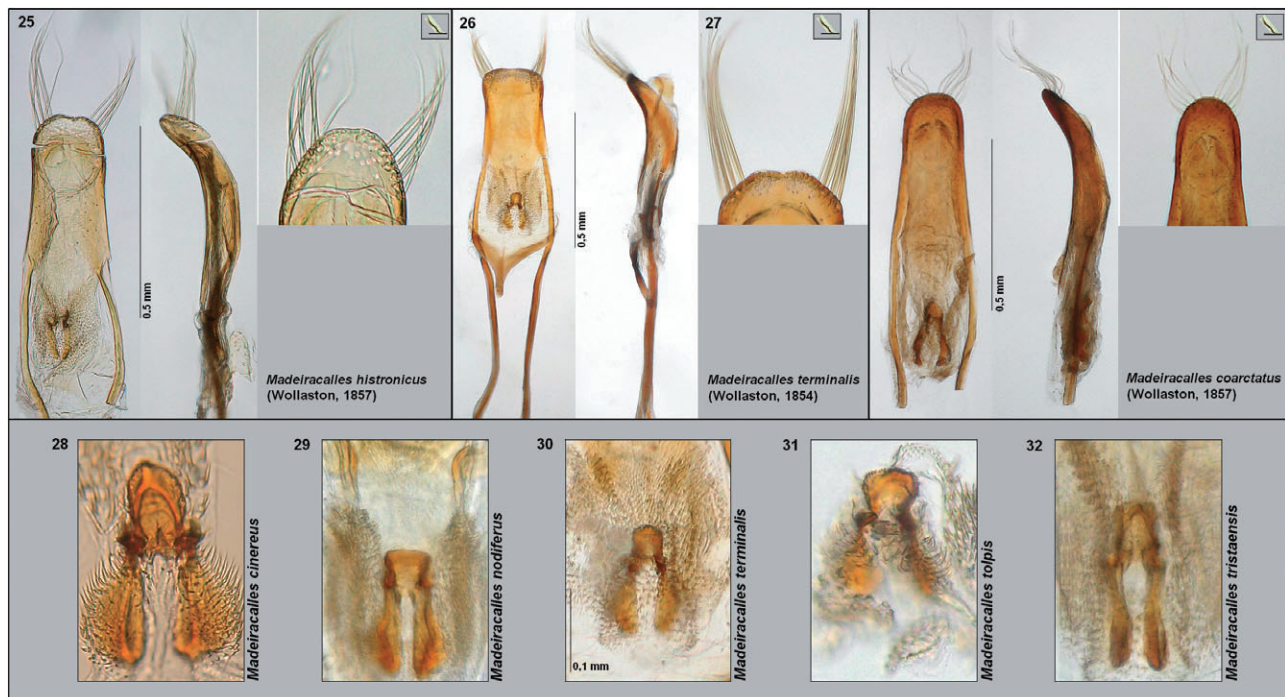 25
0,5 mm
Madeiracalles histronicus
(Wollaston, 1857)
26
0,5 mm
27
Madeiracalles terminalis
(Wollaston, 1854)
0,5 mm
Madeiracalles coarctatus
(Wollaston, 1857)
28
Madeiracalles cinereus
29
Madeiracalles nodiferus
30
0,1 mm
Madeiracalles terminalis
31
Madeiracalles tolpis
32
Madeiracalles tristaensis